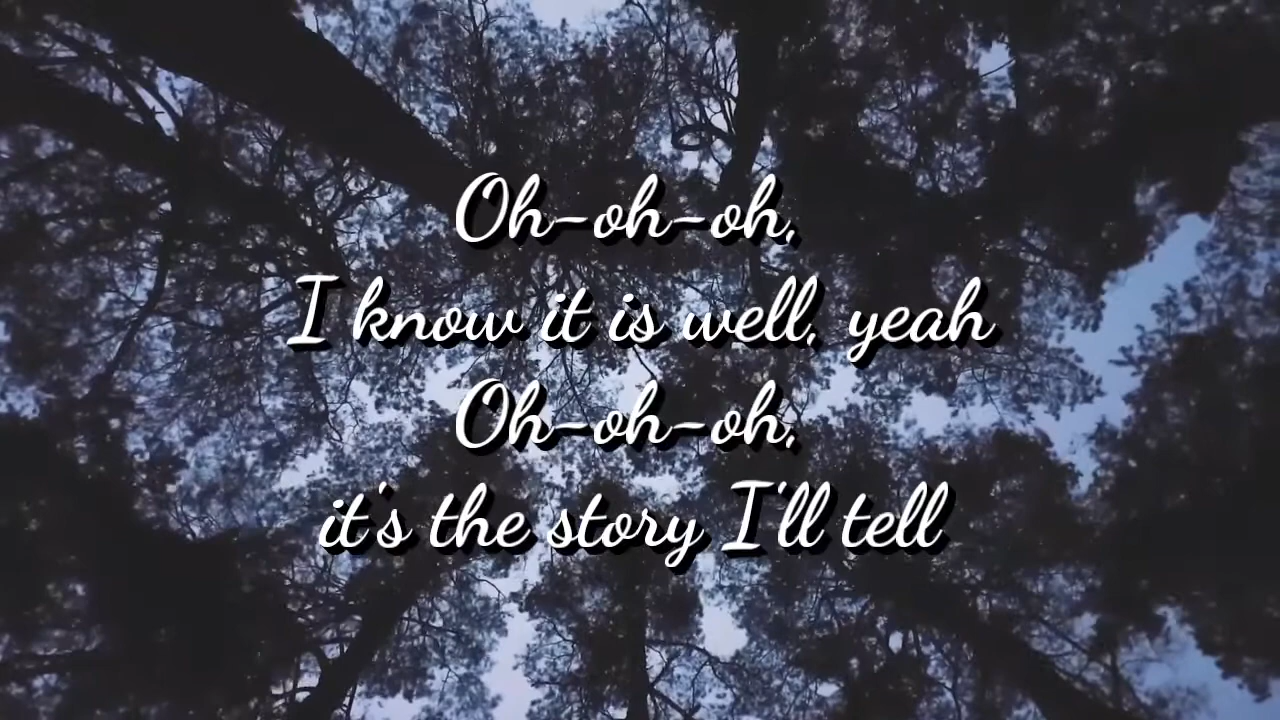 Oh-oh-oh,
I know it is well, yeah
Oh-oh-oh,
it's the story I'll tell